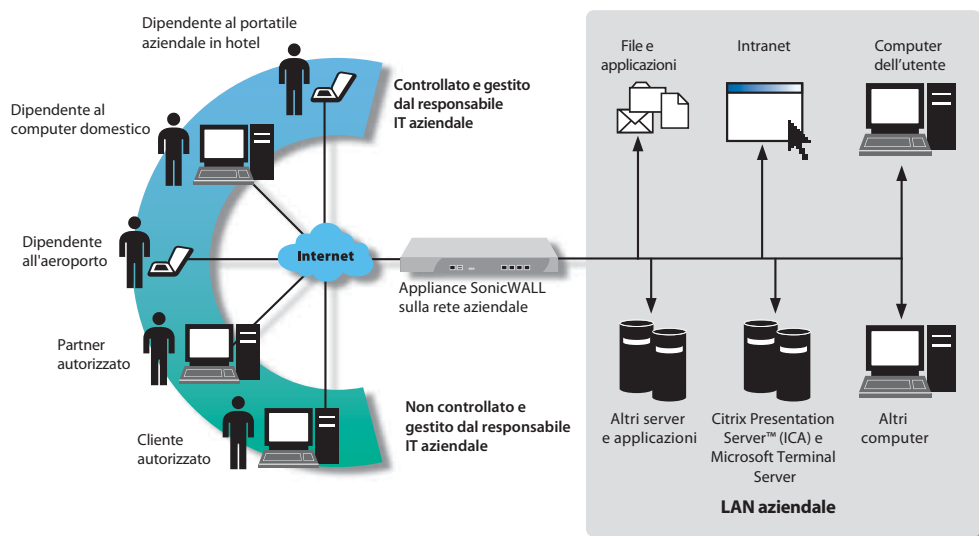 Dipendente al portatile
aziendale in hotel
Controllato e gestito
dal responsabile
IT aziendale
Dipendente al
computer domestico
Dipendente
all'aeroporto
Partner
autorizzato
Cliente
autorizzato
Non controllato e
gestito dal responsabile
IT aziendale
Internet
Appliance SonicWALL
sulla rete aziendale
File e
applicazioni
Intranet
Computer
dell'utente
Altri server
e applicazioni
Citrix Presentation
Server™ (ICA) e
Microsoft Terminal
Server
Altri
computer
LAN aziendale